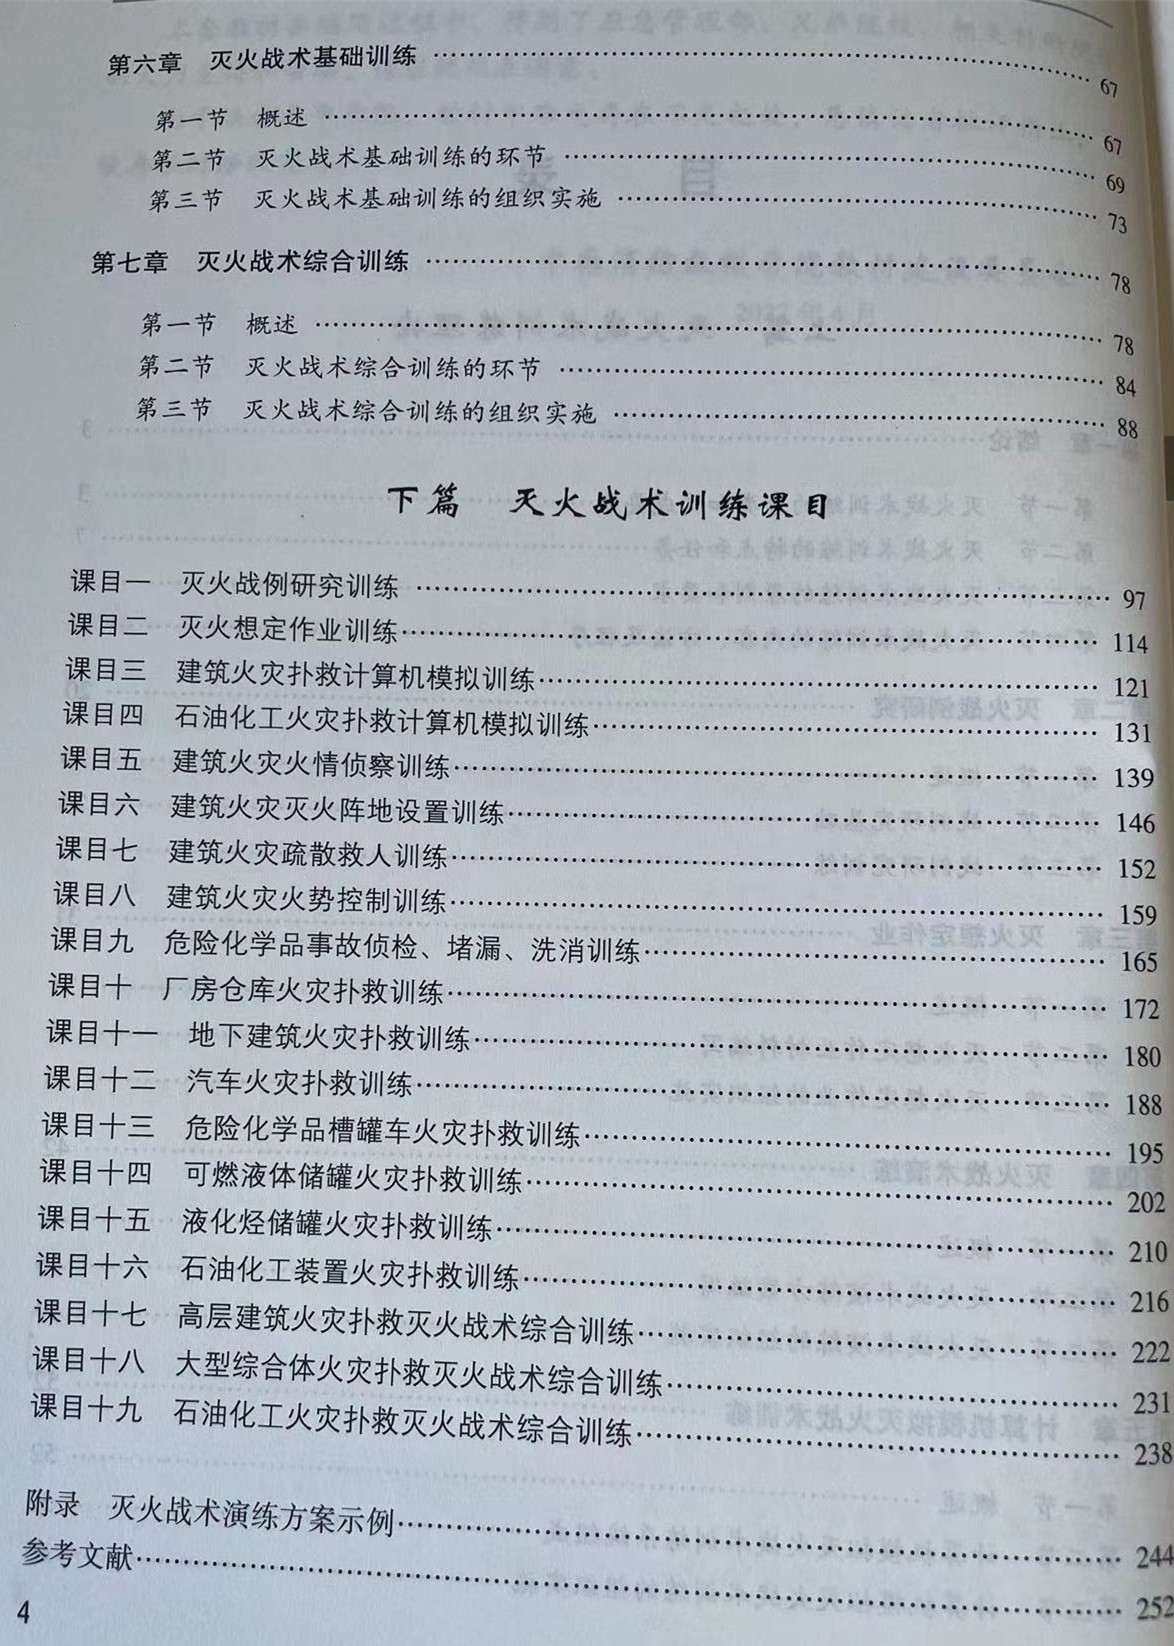 第六章 灭火战术基础训练 …… 67
第一节 概述 …… 67
第二节 灭火战术基础训练的环节 …… 69
第三节 灭火战术基础训练的组织实施 …… 73
第七章 灭火战术综合训练 …… 78
第一节 概述 …… 78
第二节 灭火战术综合训练的环节 …… 84
第三节 灭火战术综合训练的组织实施 …… 88
下篇 灭火战术训练课目
课目一 灭火战例研究训练 …… 97
课目二 灭火想定作业训练 …… 114
课目三 建筑火灾扑救计算机模拟训练 …… 121
课目四 石油化工火灾扑救计算机模拟训练 …… 131
课目五 建筑火灾火情侦察训练 …… 139
课目六 建筑火灾灭火阵地设置训练 …… 146
课目七 建筑火灾疏散救人训练 …… 152
课目八 建筑火灾火势控制训练 …… 159
课目九 危险化学品事故侦检、堵漏、洗消训练 …… 165
课目十 厂房仓库火灾扑救训练 …… 172
课目十一 地下建筑火灾扑救训练 …… 180
课目十二 汽车火灾扑救训练 …… 188
课目十三 危险化学品槽罐车火灾扑救训练 …… 195
课目十四 可燃液体储罐火灾扑救训练 …… 202
课目十五 液化烃储罐火灾扑救训练 …… 210
课目十六 石油化工装置火灾扑救训练 …… 216
课目十七 高层建筑火灾扑救灭火战术综合训练 …… 222
课目十八 大型综合体火灾扑救灭火战术综合训练 …… 231
课目十九 石油化工火灾扑救灭火战术综合训练 …… 238
附录 灭火战术演练方案示例 …… 244
参考文献 …… 252
4